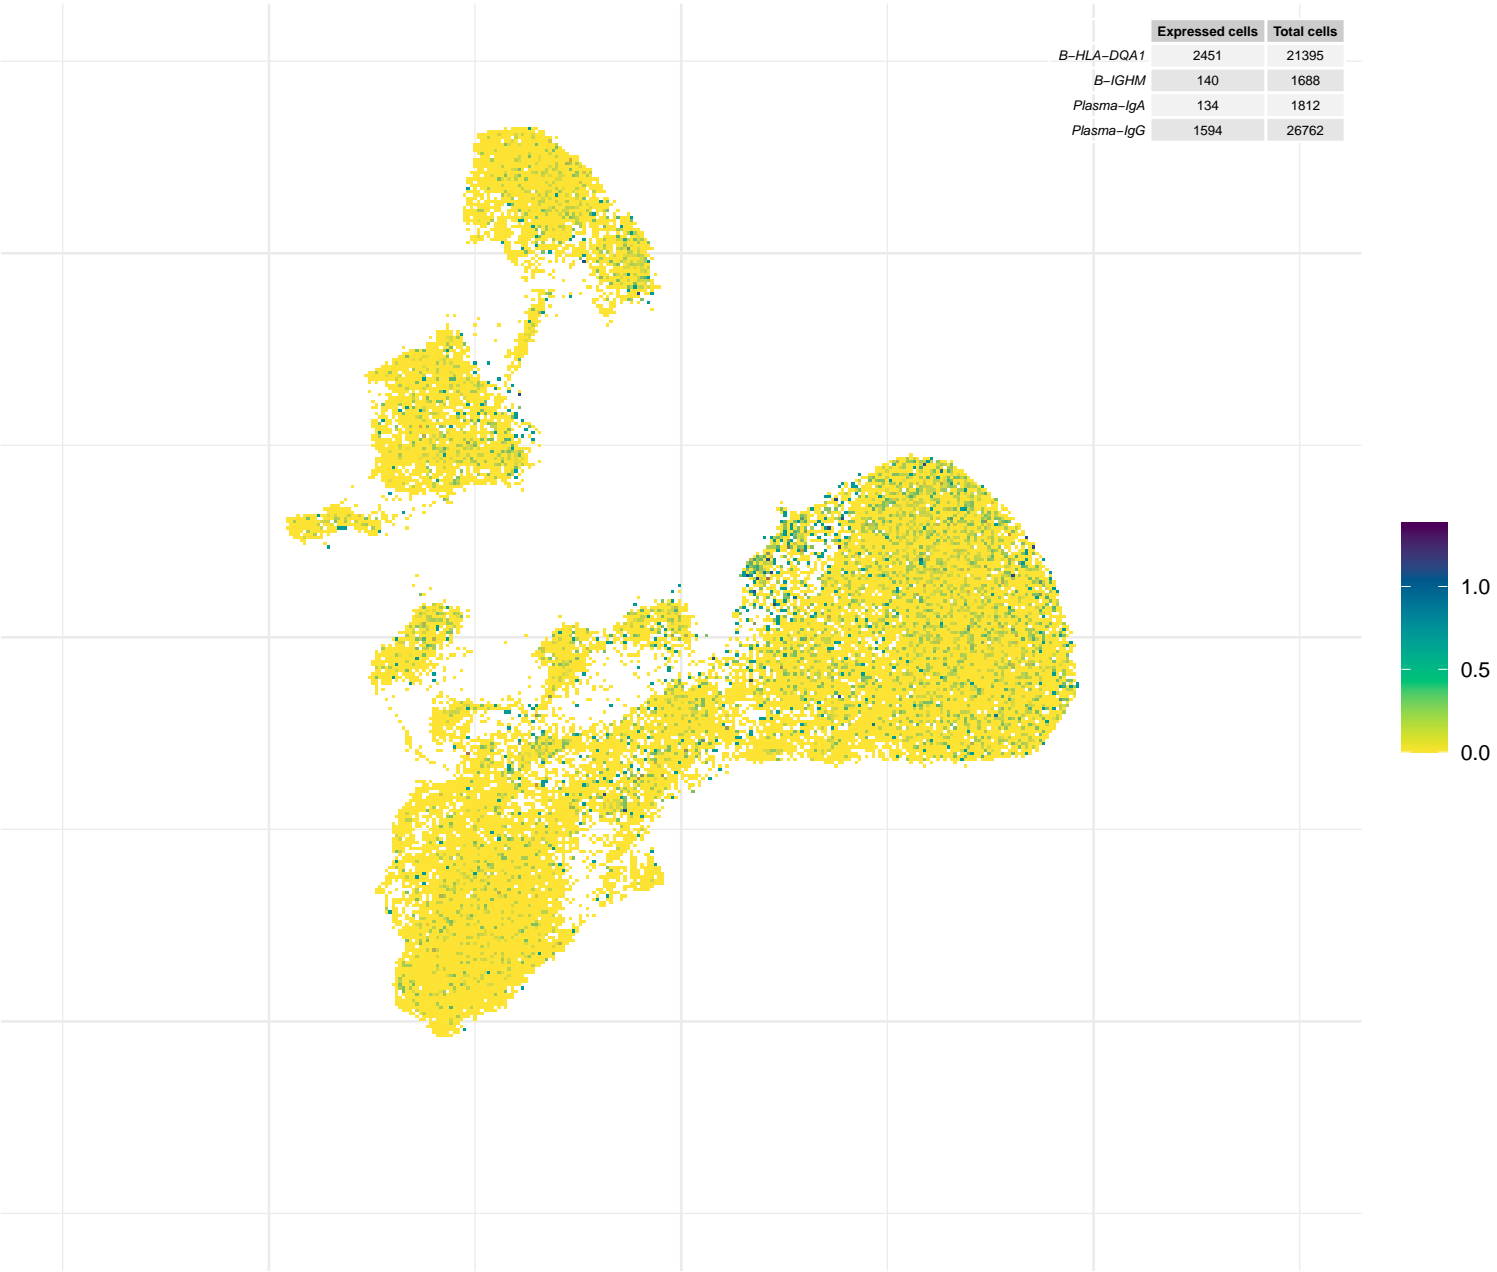 Expressed cells Total cells
B−HLA−DQA1 2451 21395
B−IGHM 140 1688
Plasma−IgA 134 1812
Plasma−IgG 1594 26762
1.0
0.5
0.0